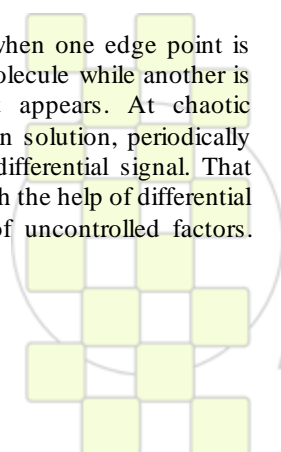 when one edge point is
olecule while another is
appears. At chaotic
n solution, periodically
differential signal. That
h the help of differential
of uncontrolled factors.